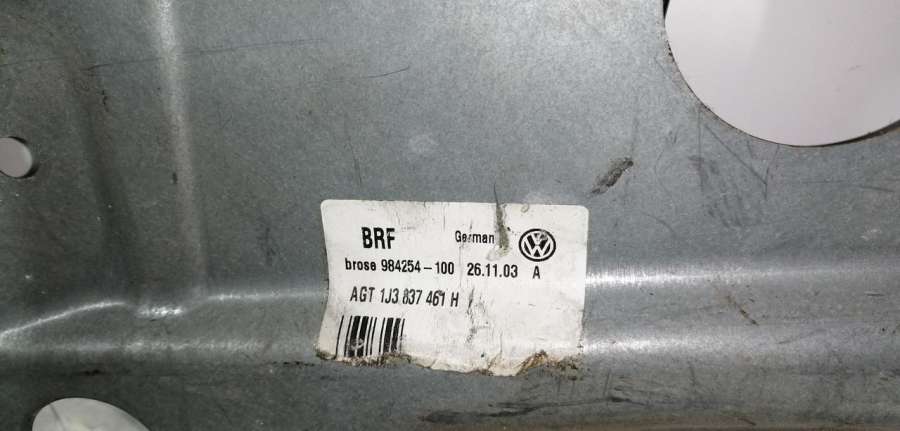 BRF German
brose 984254-100 26.11.03 A
AGT 1J3 837 461 H